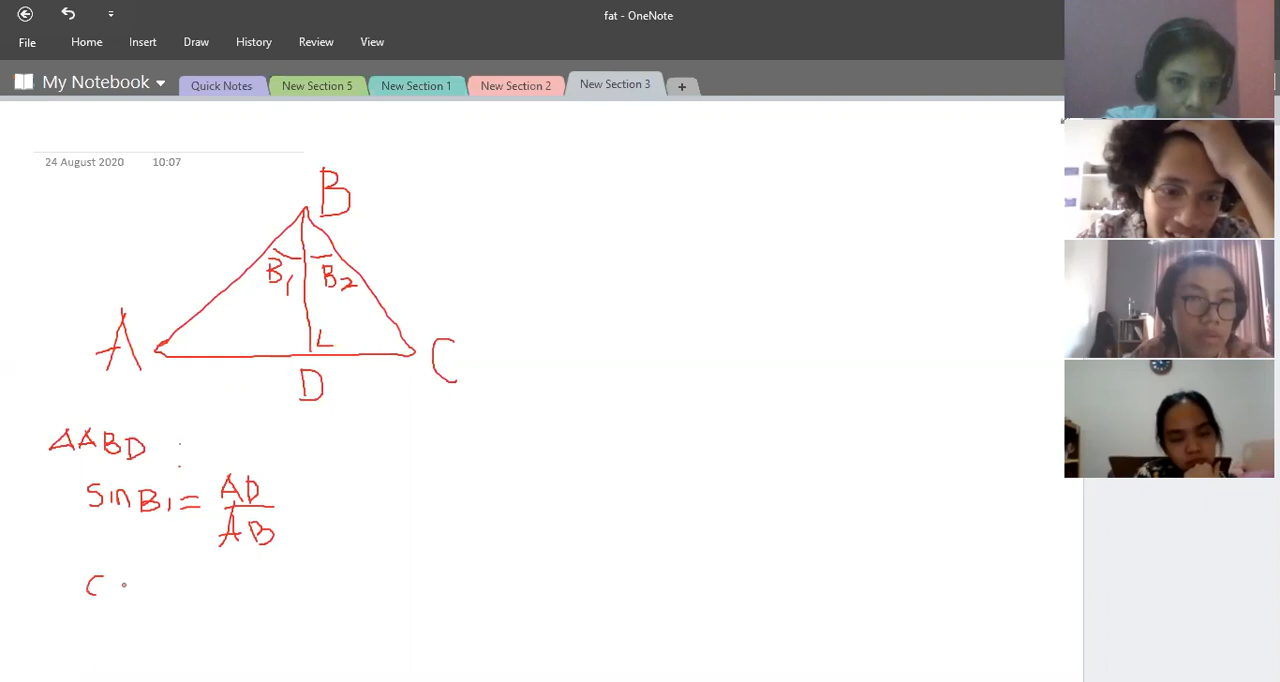 fat - OneNote
File Home Insert Draw History Review View
My Notebook Quick Notes New Section 5 New Section 1 New Section 2 New Section 3 +
24 August 2020 10:07
B
B1 B2
A C
D
△ABD :
sin B1 = AD
AB
C